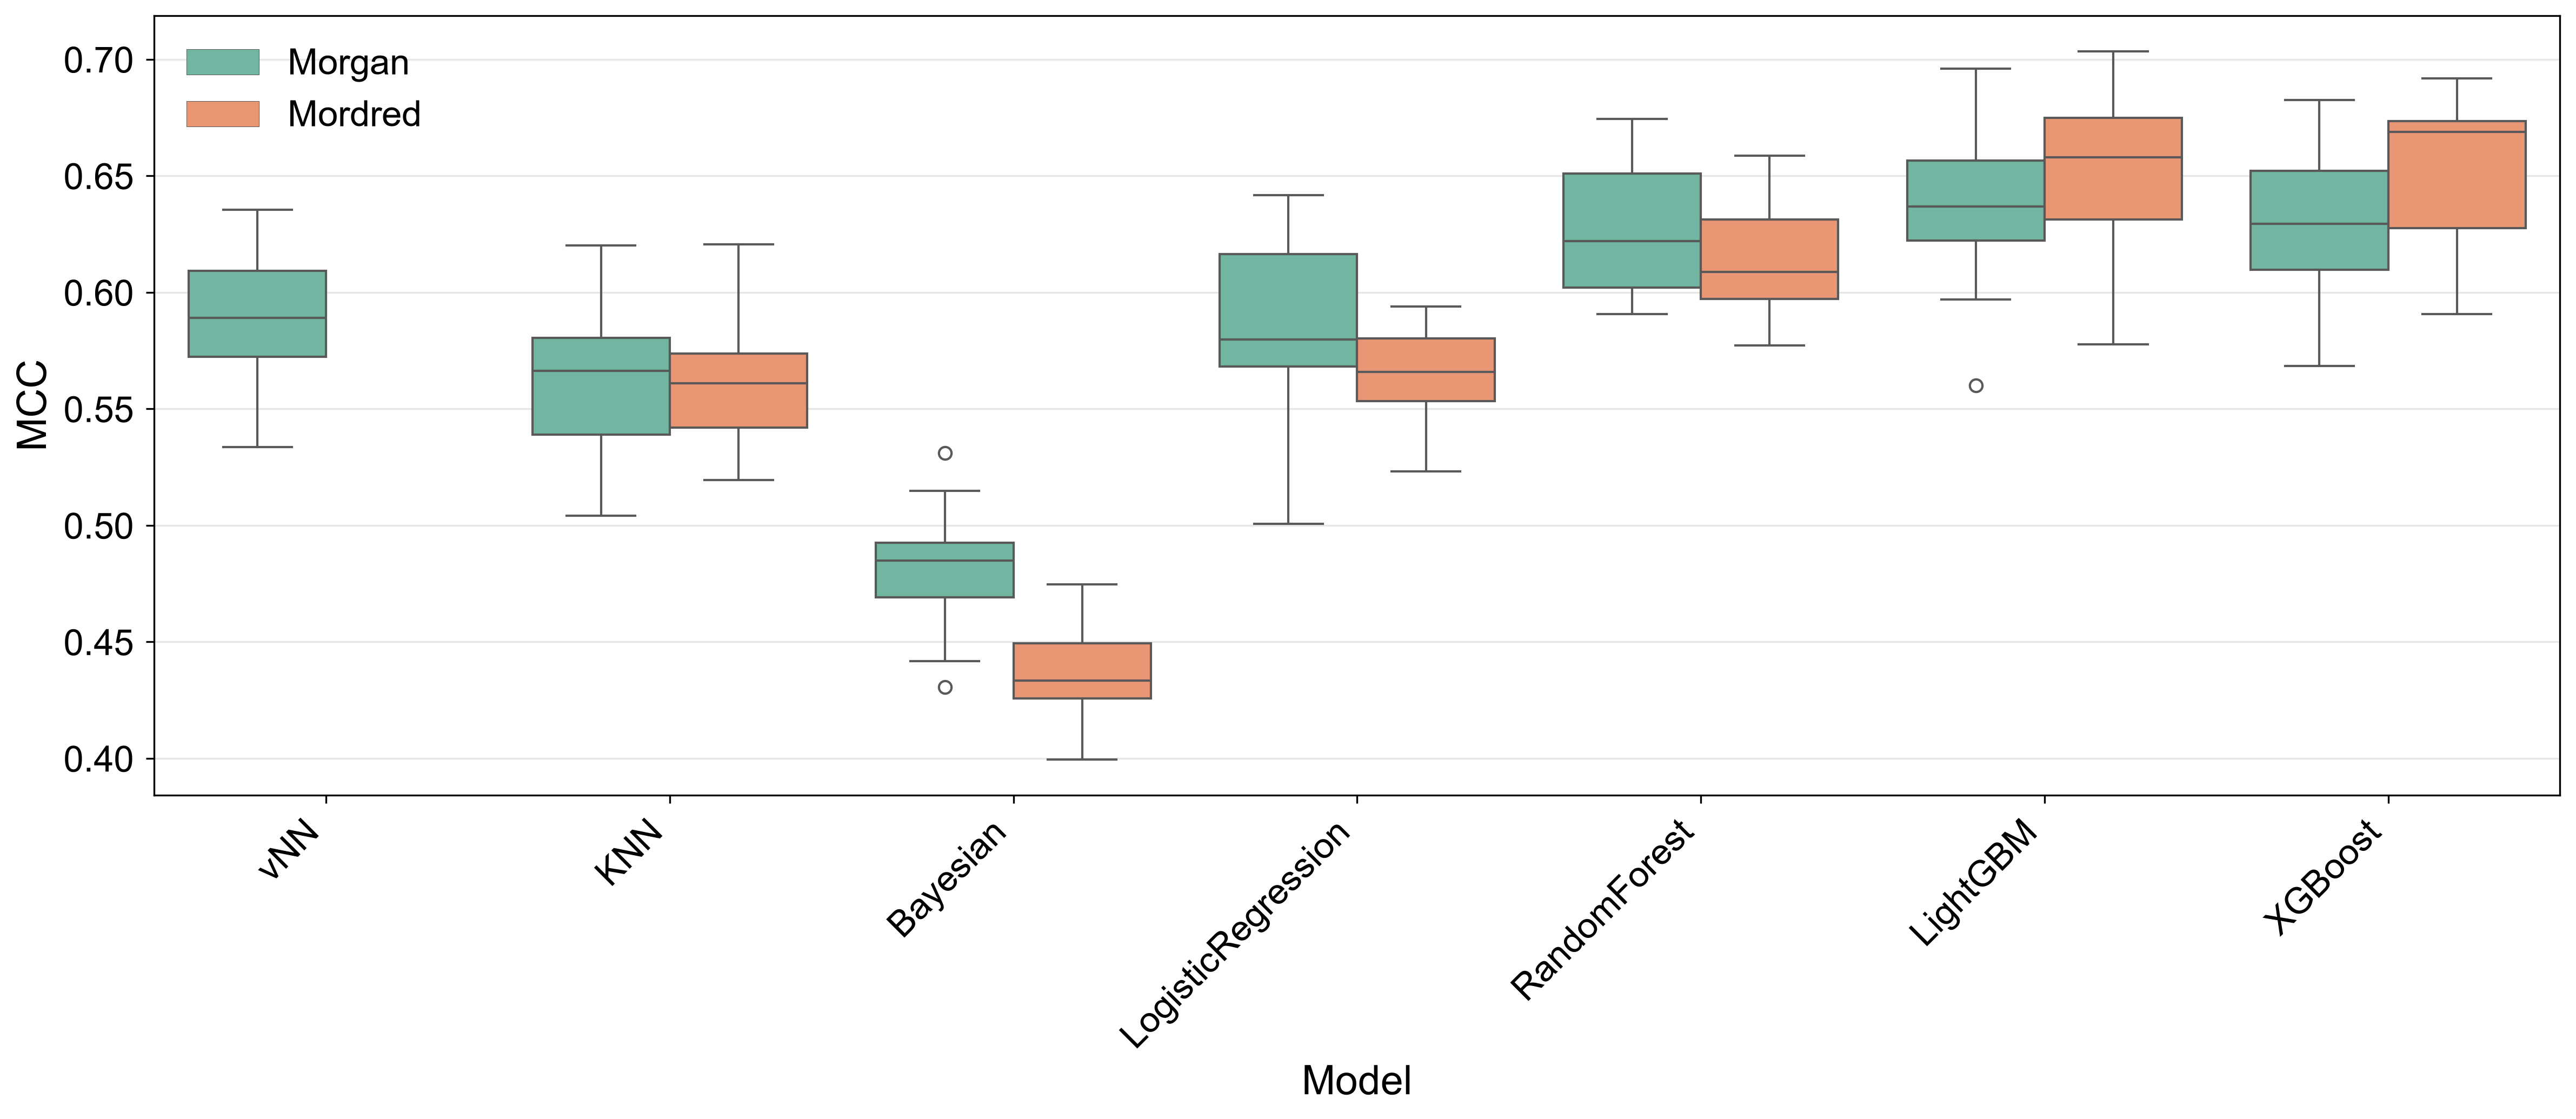 Morgan
Mordred
MCC
0.70
0.65
0.60
0.55
0.50
0.45
0.40
vNN
KNN
Bayesian
LogisticRegression
RandomForest
LightGBM
XGBoost
Model